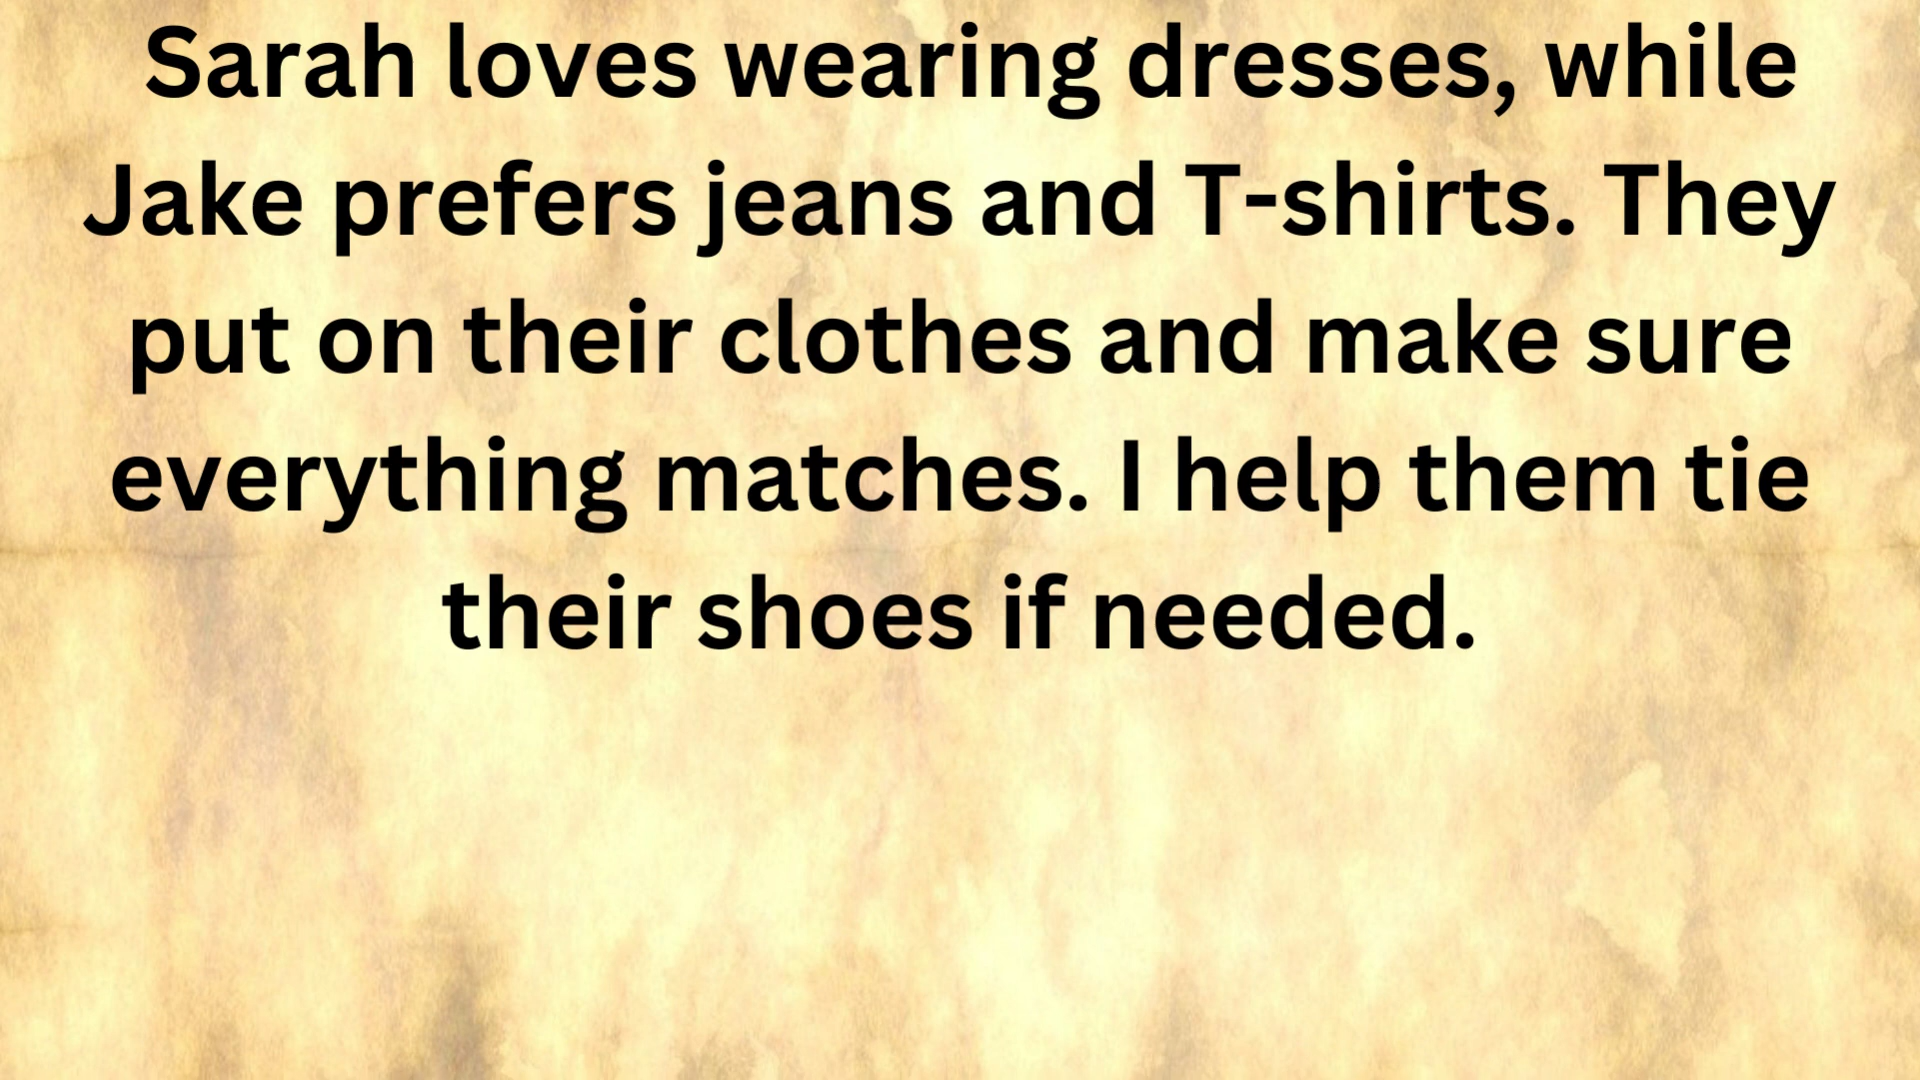 Sarah loves wearing dresses, while
Jake prefers jeans and T-shirts. They
put on their clothes and make sure
everything matches. I help them tie
their shoes if needed.